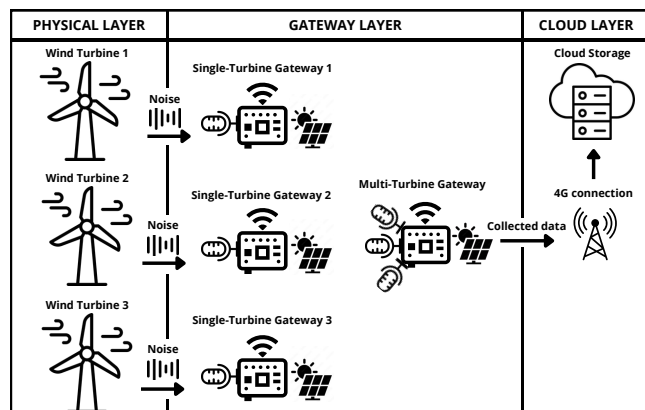 PHYSICAL LAYER
GATEWAY LAYER
CLOUD LAYER
Wind Turbine 1
Noise
Single-Turbine Gateway 1
Cloud Storage
Wind Turbine 2
Noise
Single-Turbine Gateway 2
Multi-Turbine Gateway
Collected data
4G connection
Wind Turbine 3
Noise
Single-Turbine Gateway 3